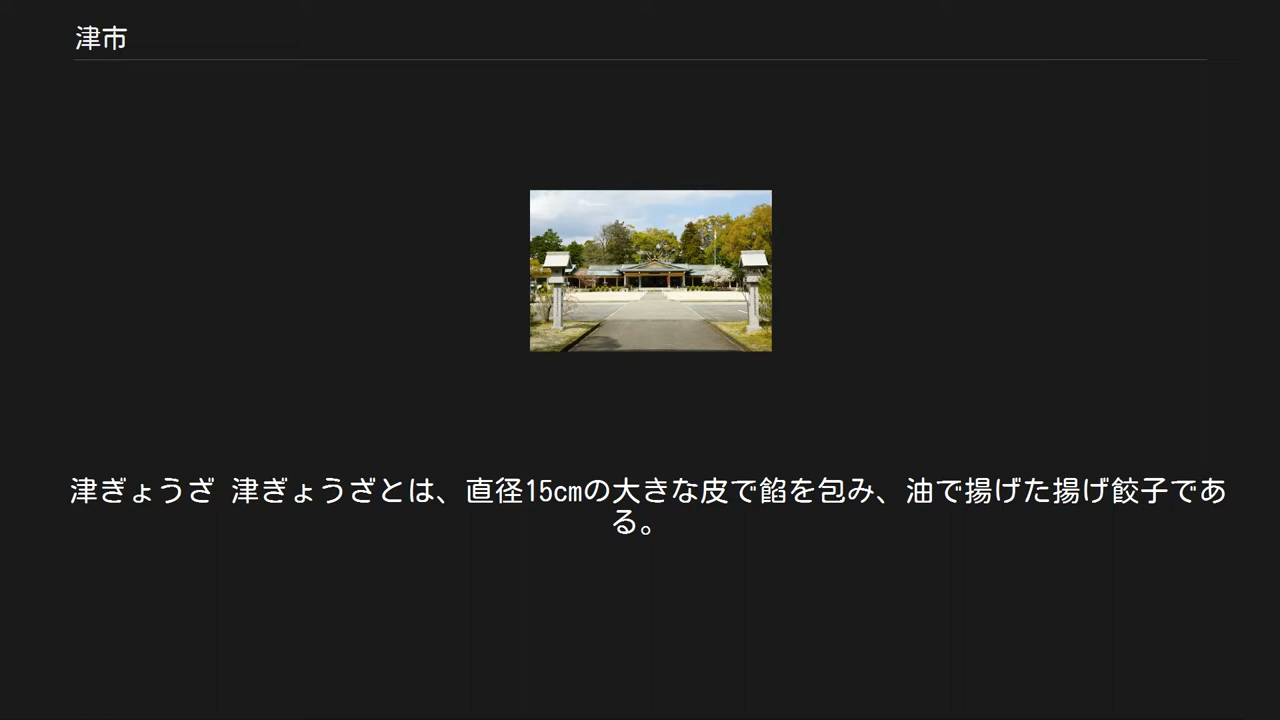 津市
津ぎょうざ 津ぎょうざとは、直径15cmの大きな皮で餡を包み、油で揚げた揚げ餃子であ
る。